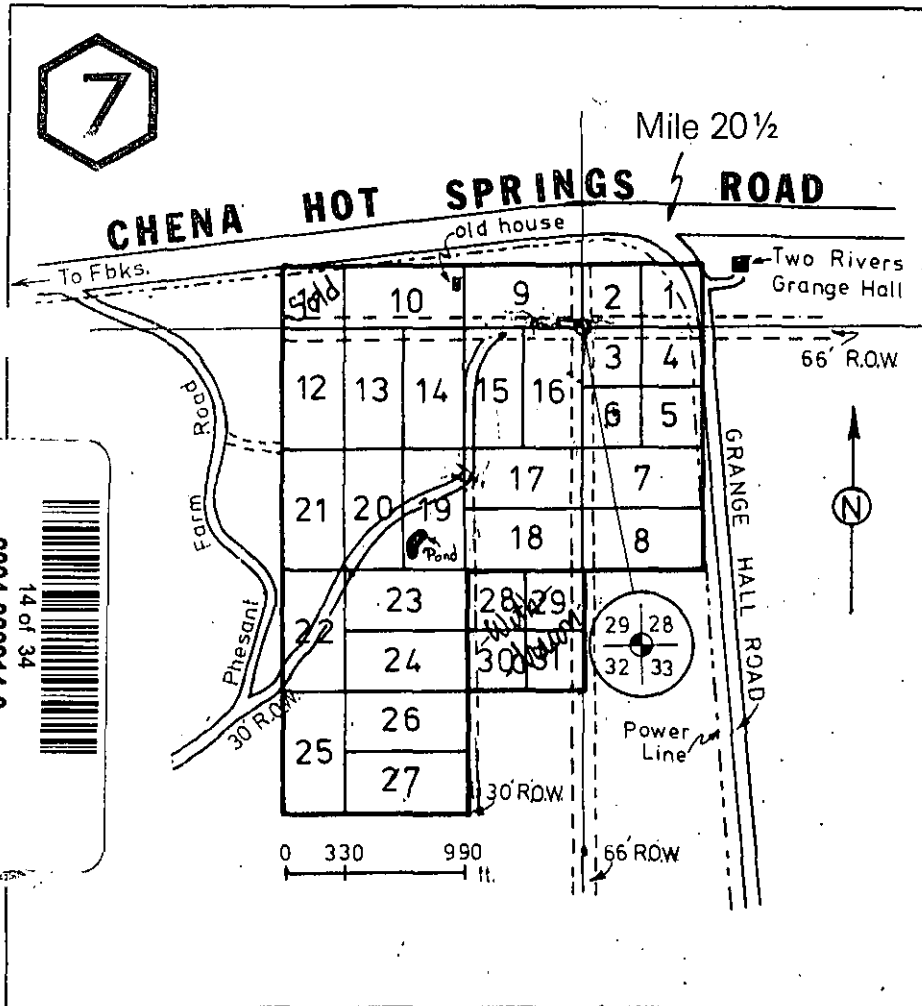 7
Mile 20½
CHENA HOT SPRINGS ROAD
old house
To Fbks.
Two Rivers
Grange Hall
Sold 10 9 2 1
66' R.O.W.
12 13 14 15 16 3 4
6 5
Phesant Farm Road
GRANGE HALL ROAD
N
21 20 19 17 7
Pond
18 8
22 23 28 29
With
drawn
24 30 31
29 28
32 33
30' R.O.W.
Power
Line
25 26
27
30' R.O.W.
66' R.O.W.
0 330 990
ft.
14 of 34